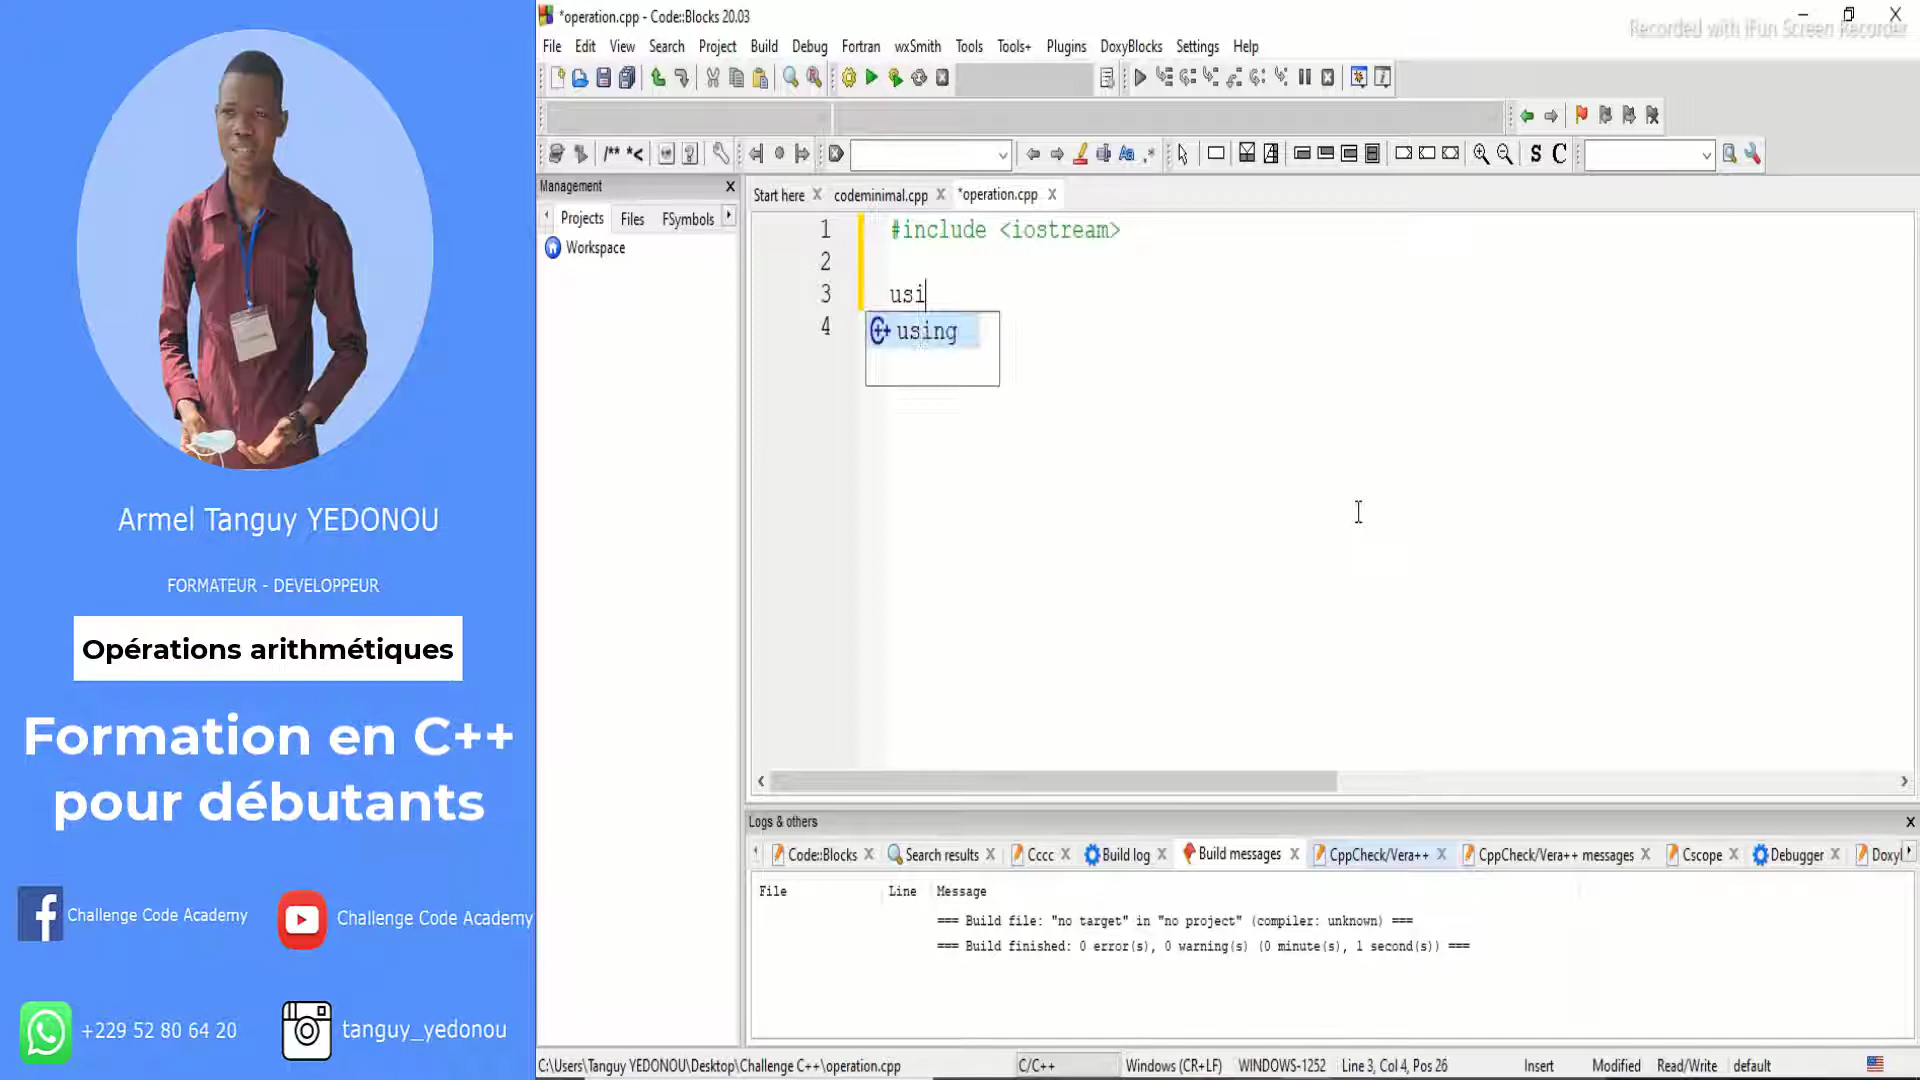 Armel Tanguy YEDONOU
FORMATEUR - DEVELOPPEUR
Opérations arithmétiques
Formation en C++
pour débutants
Challenge Code Academy
Challenge Code Academy
+229 52 80 64 20
tanguy_yedonou
*operation.cpp - Code::Blocks 20.03
Recorded with iFun Screen Recorder
File Edit View Search Project Build Debug Fortran wxSmith Tools Tools+ Plugins DoxyBlocks Settings Help
/** *< S C
Management
Projects Files FSymbols
Workspace
Start here codeminimal.cpp *operation.cpp
1 #include <iostream>
2
3 usi
using
4
Logs & others
Code::Blocks Search results Cccc Build log Build messages CppCheck/Vera++ CppCheck/Vera++ messages Cscope Debugger Doxyl
File Line Message
=== Build file: "no target" in "no project" (compiler: unknown) ===
=== Build finished: 0 error(s), 0 warning(s) (0 minute(s), 1 second(s)) ===
C:\Users\Tanguy YEDONOU\Desktop\Challenge C++\operation.cpp C/C++ Windows (CR+LF) WINDOWS-1252 Line 3, Col 4, Pos 26 Insert Modified Read/Write default